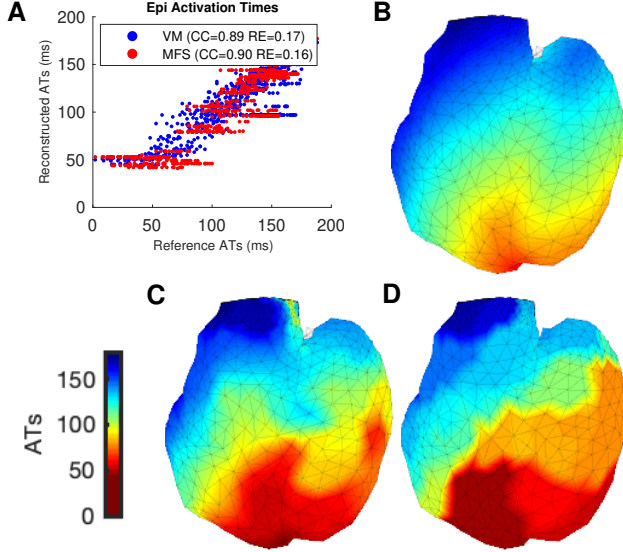 A
Epi Activation Times
VM (CC=0.89 RE=0.17)
MFS (CC=0.90 RE=0.16)
200
150
100
50
0
Reconstructed ATs (ms)
0 50 100 150 200
Reference ATs (ms)
B
C
D
ATs
150
100
50
0